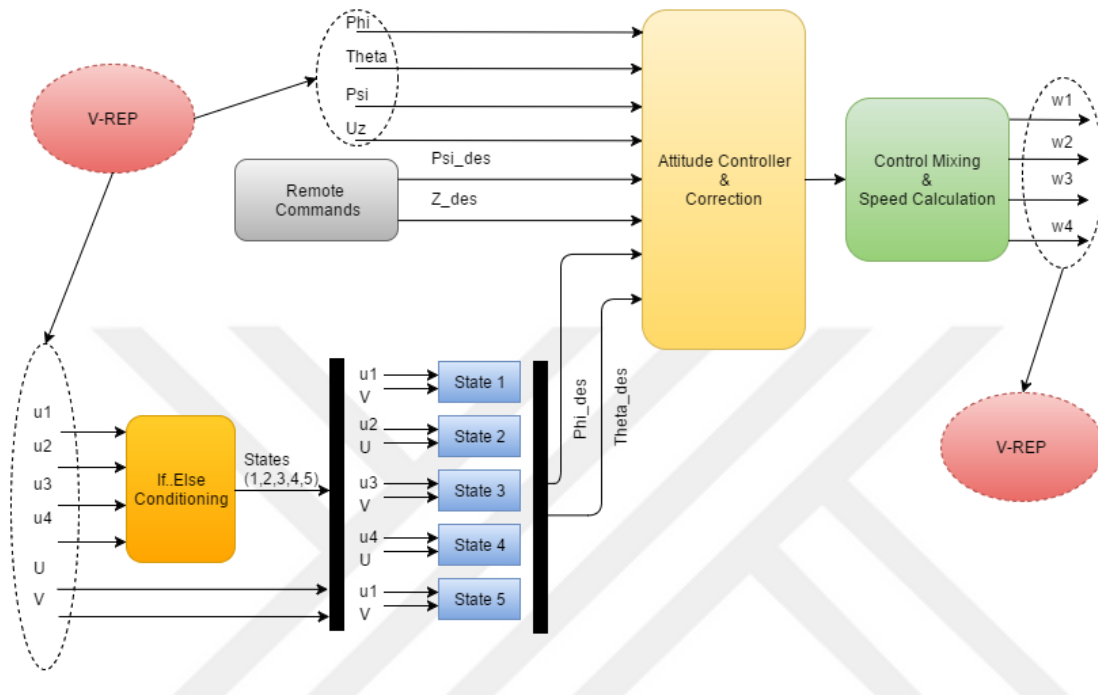 V-REP
Phi
Theta
Psi
Uz
Remote
Commands
Psi_des
Z_des
Attitude Controller
&
Correction
Control Mixing
&
Speed Calculation
w1
w2
w3
w4
V-REP
u1
u2
u3
u4
U
V
If..Else
Conditioning
States
(1,2,3,4,5)
u1
V
State 1
u2
U
State 2
u3
V
State 3
u4
U
State 4
u1
V
State 5
Phi_des
Theta_des